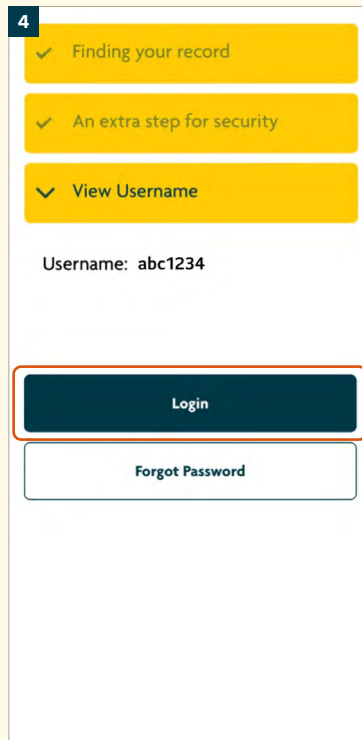 4
Finding your record
An extra step for security
View Username
Username: abc1234
Login
Forgot Password